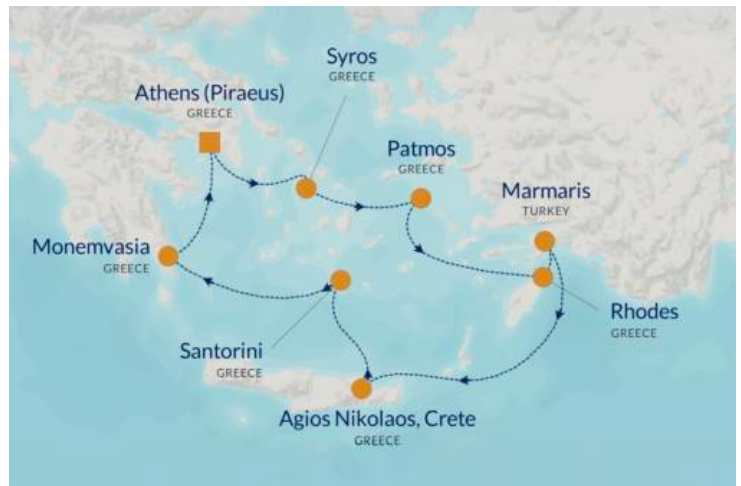 Syros
GREECE
Athens (Piraeus)
GREECE
Patmos
GREECE
Marmaris
TURKEY
Monemvasia
GREECE
Rhodes
GREECE
Santorini
GREECE
Agios Nikolaos, Crete
GREECE